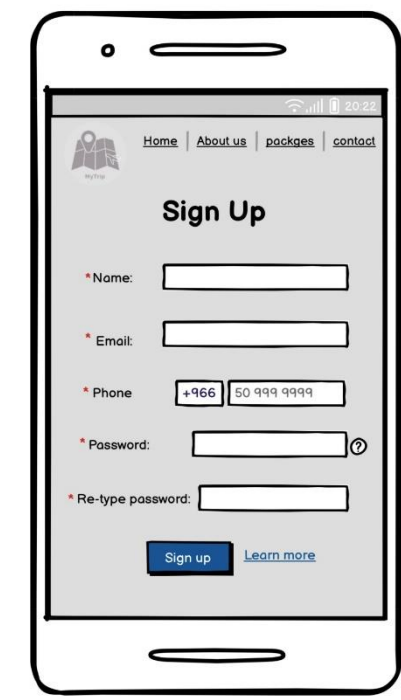 20:22
Home | About us | packges | contact
MyTrip
Sign Up
* Name:
* Email:
* Phone +966 50 999 9999
* Password: ?
* Re-type password:
Sign up Learn more